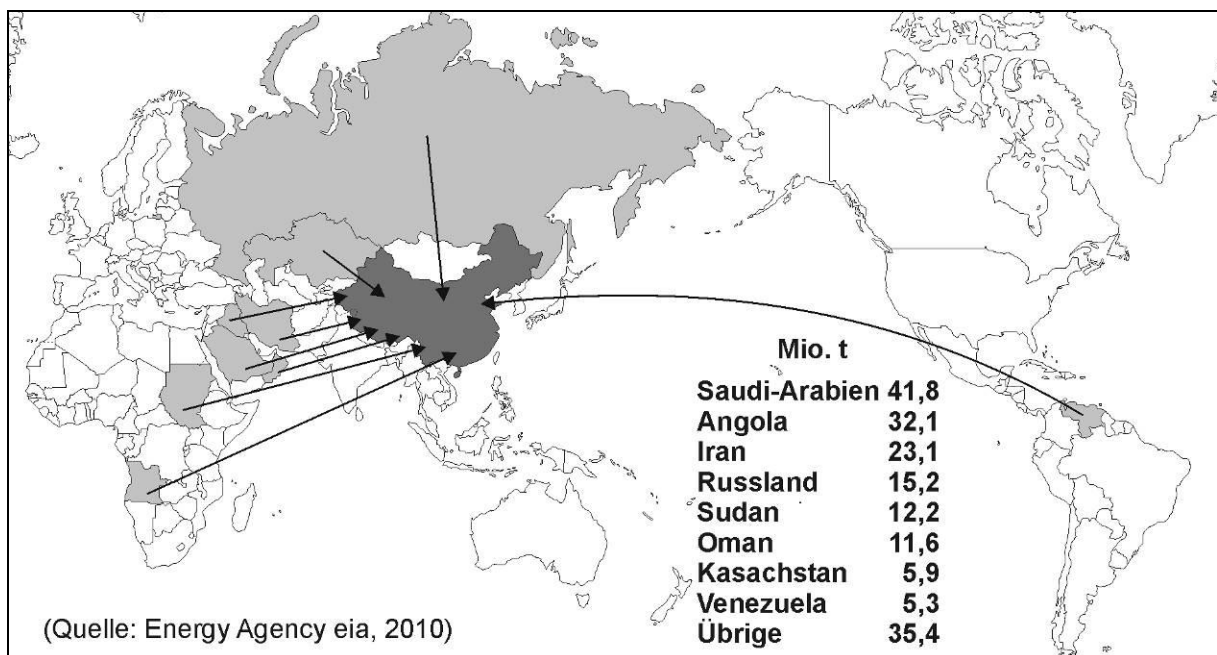 Mio. t
Saudi-Arabien 41,8
Angola 32,1
Iran 23,1
Russland 15,2
Sudan 12,2
Oman 11,6
Kasachstan 5,9
Venezuela 5,3
Übrige 35,4
(Quelle: Energy Agency eia, 2010)